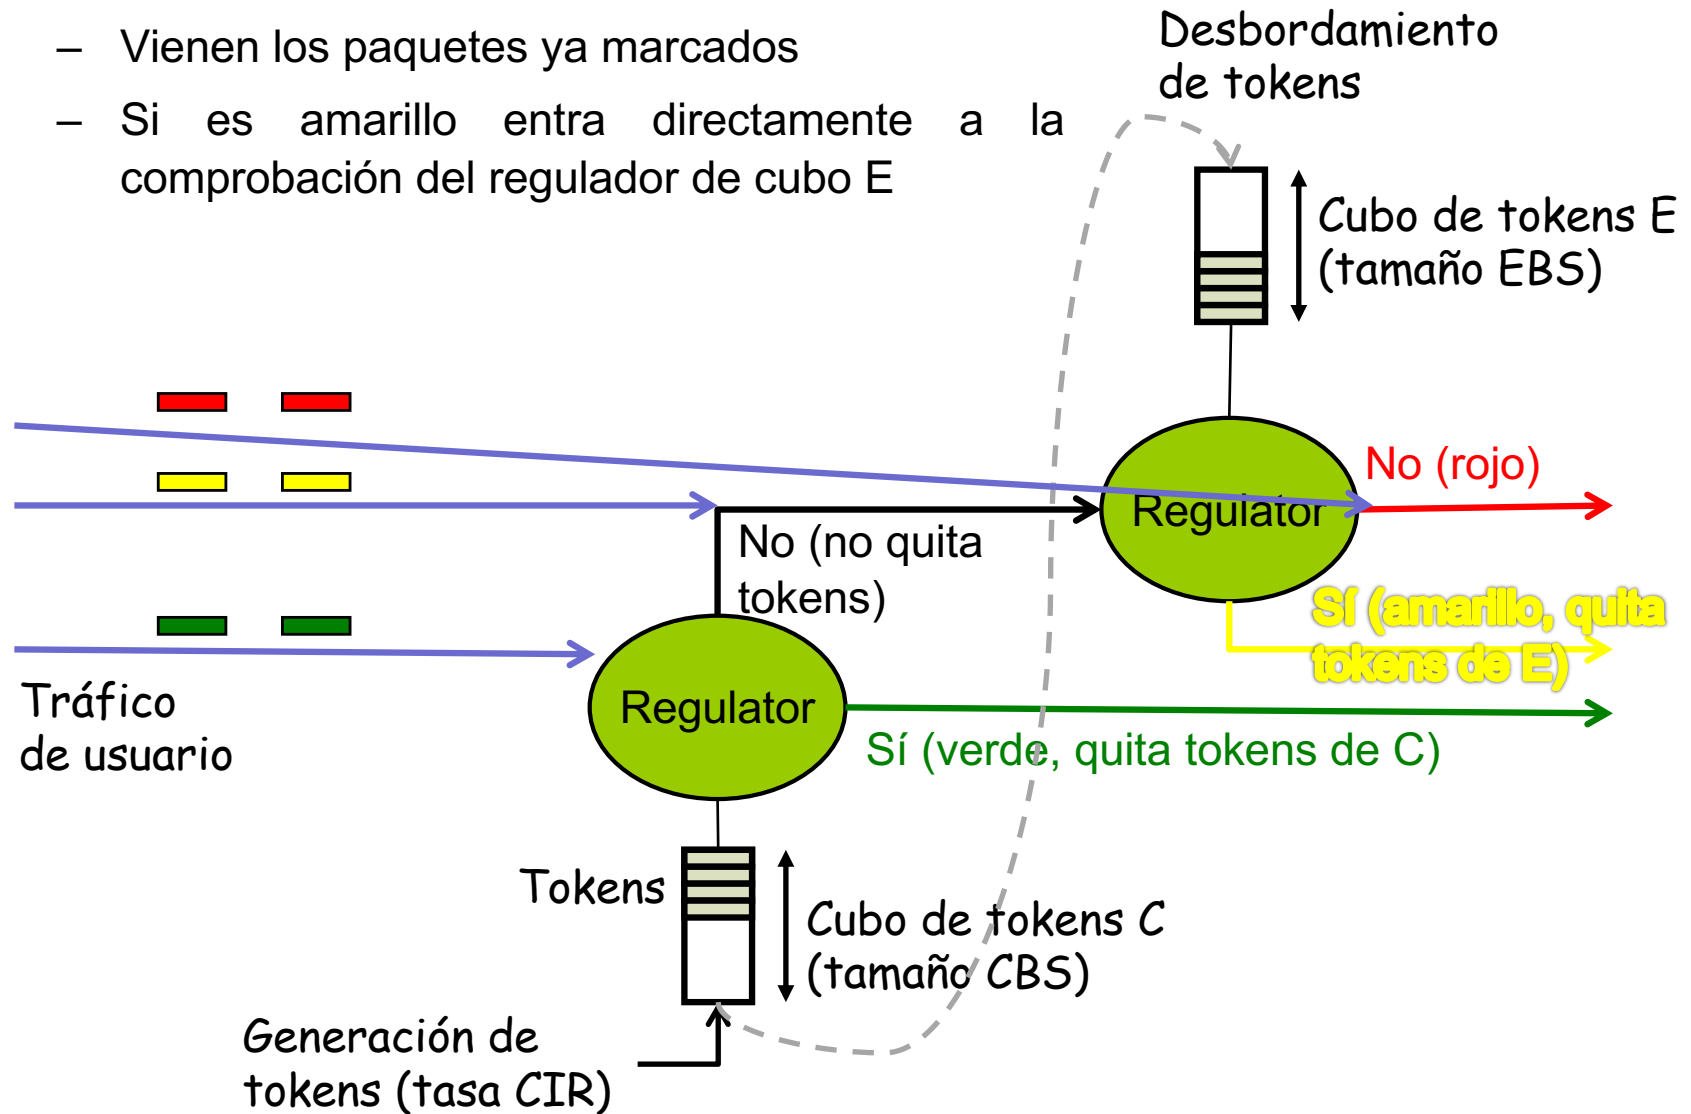 – Vienen los paquetes ya marcados
– Si es amarillo entra directamente a la
comprobación del regulador de cubo E
Desbordamiento
de tokens
Cubo de tokens E
(tamaño EBS)
No (rojo)
Regulator
No (no quita
tokens)
Sí (amarillo, quita
tokens de E)
Tráfico
de usuario
Regulator
Sí (verde, quita tokens de C)
Tokens
Cubo de tokens C
(tamaño CBS)
Generación de
tokens (tasa CIR)